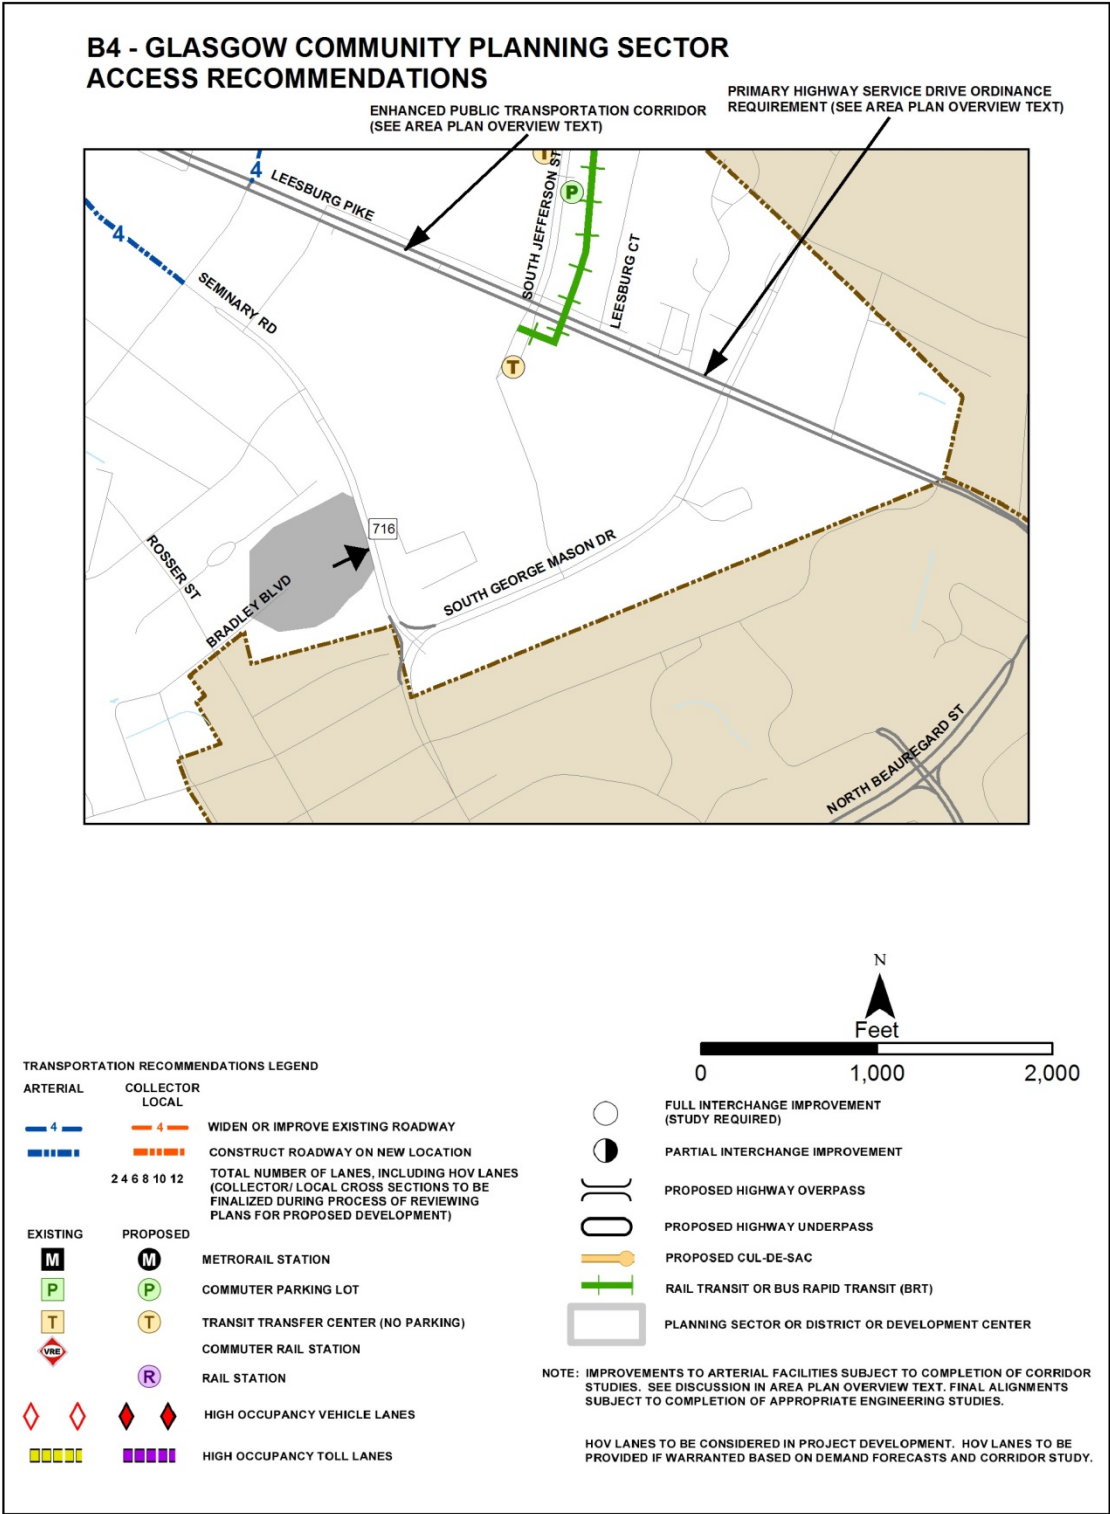 B4 - GLASGOW COMMUNITY PLANNING SECTOR
ACCESS RECOMMENDATIONS
ENHANCED PUBLIC TRANSPORTATION CORRIDOR
(SEE AREA PLAN OVERVIEW TEXT)
PRIMARY HIGHWAY SERVICE DRIVE ORDINANCE
REQUIREMENT (SEE AREA PLAN OVERVIEW TEXT)
4
4
LEESBURG PIKE
T
P
SOUTH JEFFERSON ST
LEESBURG CT
SEMINARY RD
T
716
ROSSER ST
BRADLEY BLVD
SOUTH GEORGE MASON DR
NORTH BEAUREGARD ST
N
Feet
0 1,000 2,000
TRANSPORTATION RECOMMENDATIONS LEGEND
ARTERIAL
COLLECTOR
LOCAL
4 4 WIDEN OR IMPROVE EXISTING ROADWAY
CONSTRUCT ROADWAY ON NEW LOCATION
2 4 6 8 10 12 TOTAL NUMBER OF LANES, INCLUDING HOV LANES
(COLLECTOR/ LOCAL CROSS SECTIONS TO BE
FINALIZED DURING PROCESS OF REVIEWING
PLANS FOR PROPOSED DEVELOPMENT)
EXISTING PROPOSED
M M METRORAIL STATION
P P COMMUTER PARKING LOT
T T TRANSIT TRANSFER CENTER (NO PARKING)
VRE COMMUTER RAIL STATION
R RAIL STATION
HIGH OCCUPANCY VEHICLE LANES
HIGH OCCUPANCY TOLL LANES
FULL INTERCHANGE IMPROVEMENT
(STUDY REQUIRED)
PARTIAL INTERCHANGE IMPROVEMENT
PROPOSED HIGHWAY OVERPASS
PROPOSED HIGHWAY UNDERPASS
PROPOSED CUL-DE-SAC
RAIL TRANSIT OR BUS RAPID TRANSIT (BRT)
PLANNING SECTOR OR DISTRICT OR DEVELOPMENT CENTER
NOTE: IMPROVEMENTS TO ARTERIAL FACILITIES SUBJECT TO COMPLETION OF CORRIDOR
STUDIES. SEE DISCUSSION IN AREA PLAN OVERVIEW TEXT. FINAL ALIGNMENTS
SUBJECT TO COMPLETION OF APPROPRIATE ENGINEERING STUDIES.
HOV LANES TO BE CONSIDERED IN PROJECT DEVELOPMENT. HOV LANES TO BE
PROVIDED IF WARRANTED BASED ON DEMAND FORECASTS AND CORRIDOR STUDY.